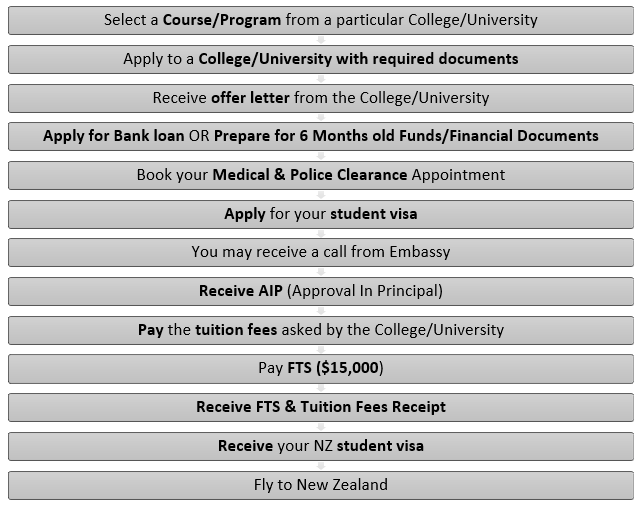 Select a Course/Program from a particular College/University
Apply to a College/University with required documents
Receive offer letter from the College/University
Apply for Bank loan OR Prepare for 6 Months old Funds/Financial Documents
Book your Medical & Police Clearance Appointment
Apply for your student visa
You may receive a call from Embassy
Receive AIP (Approval In Principal)
Pay the tuition fees asked by the College/University
Pay FTS ($15,000)
Receive FTS & Tuition Fees Receipt
Receive your NZ student visa
Fly to New Zealand